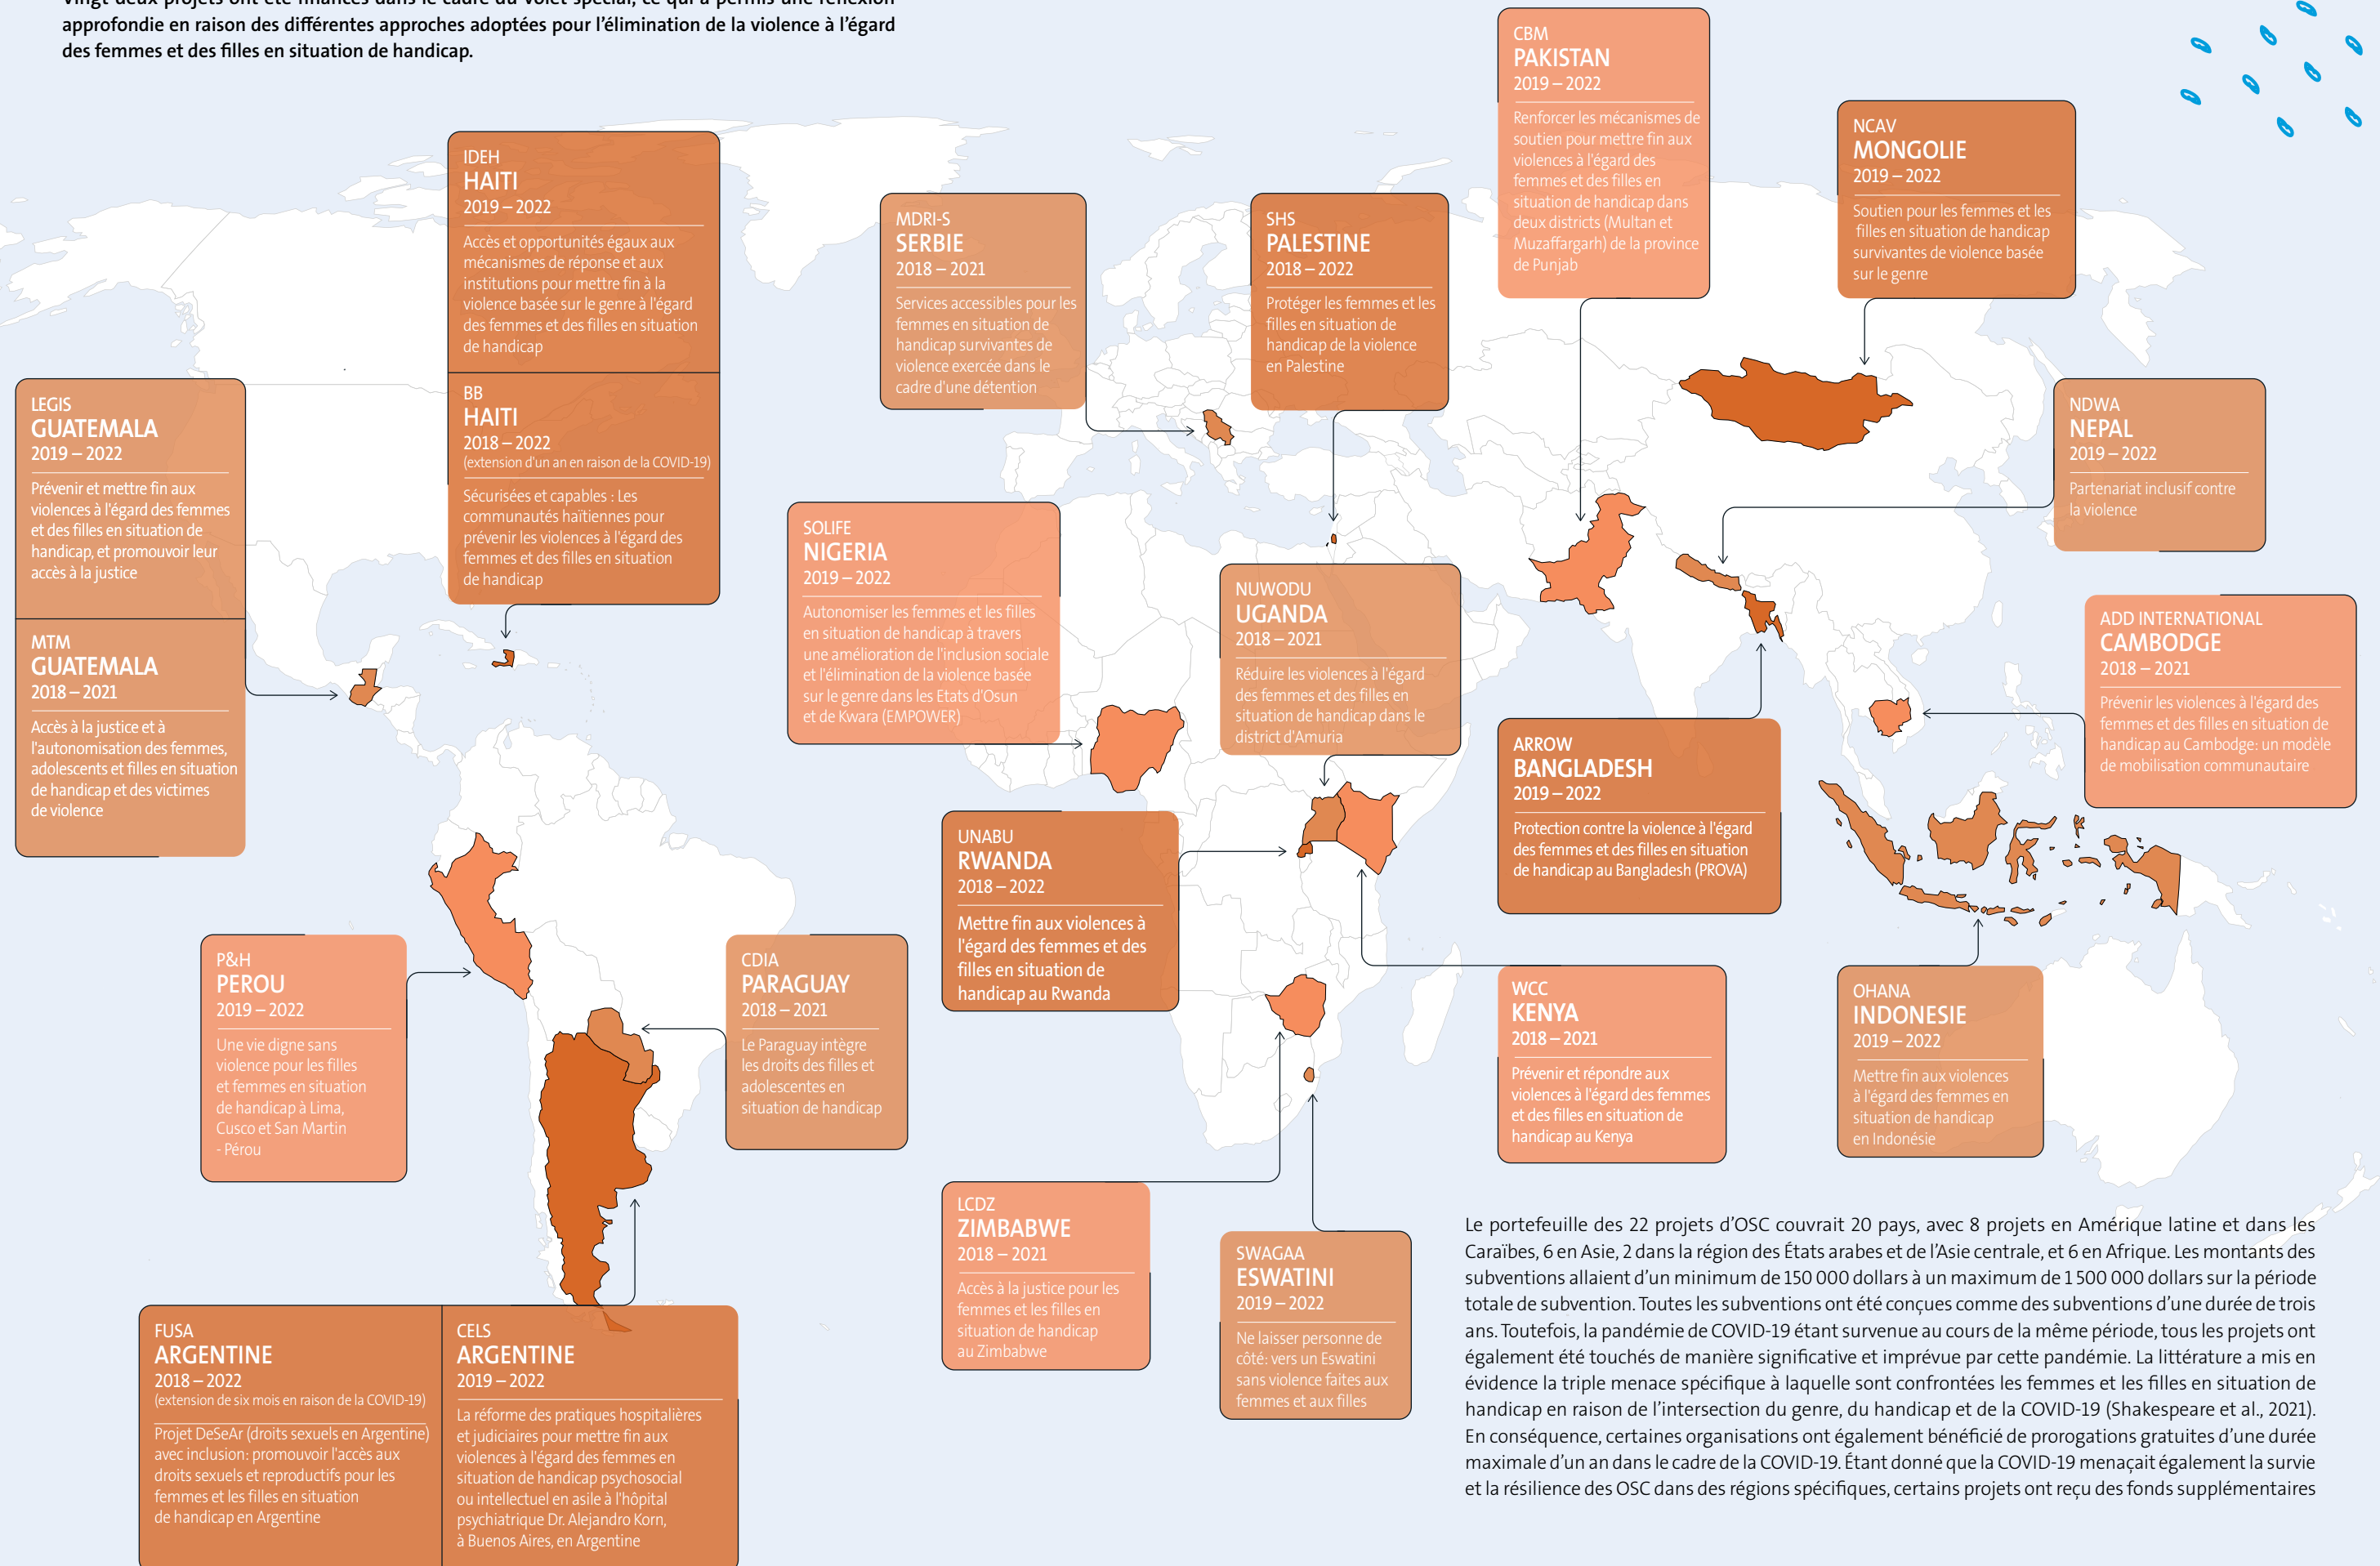 Vingt-deux projets ont été financés dans le cadre du volet spécial, ce qui a permis une réflexion
approfondie en raison des différentes approches adoptées pour l'élimination de la violence à l'égard
des femmes et des filles en situation de handicap.
CBM
PAKISTAN
2019 – 2022
Renforcer les mécanismes de
soutien pour mettre fin aux
violences à l'égard des
femmes et des filles en
situation de handicap dans
deux districts (Multan et
Muzaffargarh) de la province
de Punjab
NCAV
MONGOLIE
2019 – 2022
Soutien pour les femmes et les
filles en situation de handicap
survivantes de violence basée
sur le genre
IDEH
HAITI
2019 – 2022
Accès et opportunités égaux aux
mécanismes de réponse et aux
institutions pour mettre fin à la
violence basée sur le genre à l'égard
des femmes et des filles en situation
de handicap
BB
HAITI
2018 – 2022
(extension d'un an en raison de la COVID-19)
Sécurisées et capables : Les
communautés haïtiennes pour
prévenir les violences à l'égard des
femmes et des filles en situation
de handicap
MDRI-S
SERBIE
2018 – 2021
Services accessibles pour les
femmes en situation de
handicap survivantes de
violence exercée dans le
cadre d'une détention
SHS
PALESTINE
2018 – 2022
Protéger les femmes et les
filles en situation de
handicap de la violence
en Palestine
LEGIS
GUATEMALA
2019 – 2022
Prévenir et mettre fin aux
violences à l'égard des femmes
et des filles en situation de
handicap, et promouvoir leur
accès à la justice
MTM
GUATEMALA
2018 – 2021
Accès à la justice et à
l'autonomisation des femmes,
adolescents et filles en situation
de handicap et des victimes
de violence
NDWA
NEPAL
2019 – 2022
Partenariat inclusif contre
la violence
SOLIFE
NIGERIA
2019 – 2022
Autonomiser les femmes et les filles
en situation de handicap à travers
une amélioration de l'inclusion sociale
et l'élimination de la violence basée
sur le genre dans les Etats d'Osun
et de Kwara (EMPOWER)
NUWODU
UGANDA
2018 – 2021
Réduire les violences à l'égard
des femmes et des filles en
situation de handicap dans le
district d'Amuria
ADD INTERNATIONAL
CAMBODGE
2018 – 2021
Prévenir les violences à l'égard des
femmes et des filles en situation de
handicap au Cambodge: un modèle
de mobilisation communautaire
ARROW
BANGLADESH
2019 – 2022
Protection contre la violence à l'égard
des femmes et des filles en situation
de handicap au Bangladesh (PROVA)
UNABU
RWANDA
2018 – 2022
Mettre fin aux violences à
l'égard des femmes et des
filles en situation de
handicap au Rwanda
P&H
PEROU
2019 – 2022
Une vie digne sans
violence pour les filles
et femmes en situation
de handicap à Lima,
Cusco et San Martin
- Pérou
CDIA
PARAGUAY
2018 – 2021
Le Paraguay intègre
les droits des filles et
adolescentes en
situation de handicap
WCC
KENYA
2018 – 2021
Prévenir et répondre aux
violences à l'égard des femmes
et des filles en situation de
handicap au Kenya
OHANA
INDONESIE
2019 – 2022
Mettre fin aux violences
à l'égard des femmes en
situation de handicap
en Indonésie
LCDZ
ZIMBABWE
2018 – 2021
Accès à la justice pour les
femmes et les filles en
situation de handicap
au Zimbabwe
SWAGAA
ESWATINI
2019 – 2022
Ne laisser personne de
côté: vers un Eswatini
sans violence faites aux
femmes et aux filles
FUSA
ARGENTINE
2018 – 2022
(extension de six mois en raison de la COVID-19)
Projet DeSeAr (droits sexuels en Argentine)
avec inclusion: promouvoir l'accès aux
droits sexuels et reproductifs pour les
femmes et les filles en situation
de handicap en Argentine
CELS
ARGENTINE
2019 – 2022
La réforme des pratiques hospitalières
et judiciaires pour mettre fin aux
violences à l'égard des femmes en
situation de handicap psychosocial
ou intellectuel en asile à l'hôpital
psychiatrique Dr. Alejandro Korn,
à Buenos Aires, en Argentine
Le portefeuille des 22 projets d'OSC couvrait 20 pays, avec 8 projets en Amérique latine et dans les
Caraïbes, 6 en Asie, 2 dans la région des États arabes et de l'Asie centrale, et 6 en Afrique. Les montants des
subventions allaient d'un minimum de 150 000 dollars à un maximum de 1 500 000 dollars sur la période
totale de subvention. Toutes les subventions ont été conçues comme des subventions d'une durée de trois
ans. Toutefois, la pandémie de COVID-19 étant survenue au cours de la même période, tous les projets ont
également été touchés de manière significative et imprévue par cette pandémie. La littérature a mis en
évidence la triple menace spécifique à laquelle sont confrontées les femmes et les filles en situation de
handicap en raison de l'intersection du genre, du handicap et de la COVID-19 (Shakespeare et al., 2021).
En conséquence, certaines organisations ont également bénéficié de prorogations gratuites d'une durée
maximale d'un an dans le cadre de la COVID-19. Étant donné que la COVID-19 menaçait également la survie
et la résilience des OSC dans des régions spécifiques, certains projets ont reçu des fonds supplémentaires